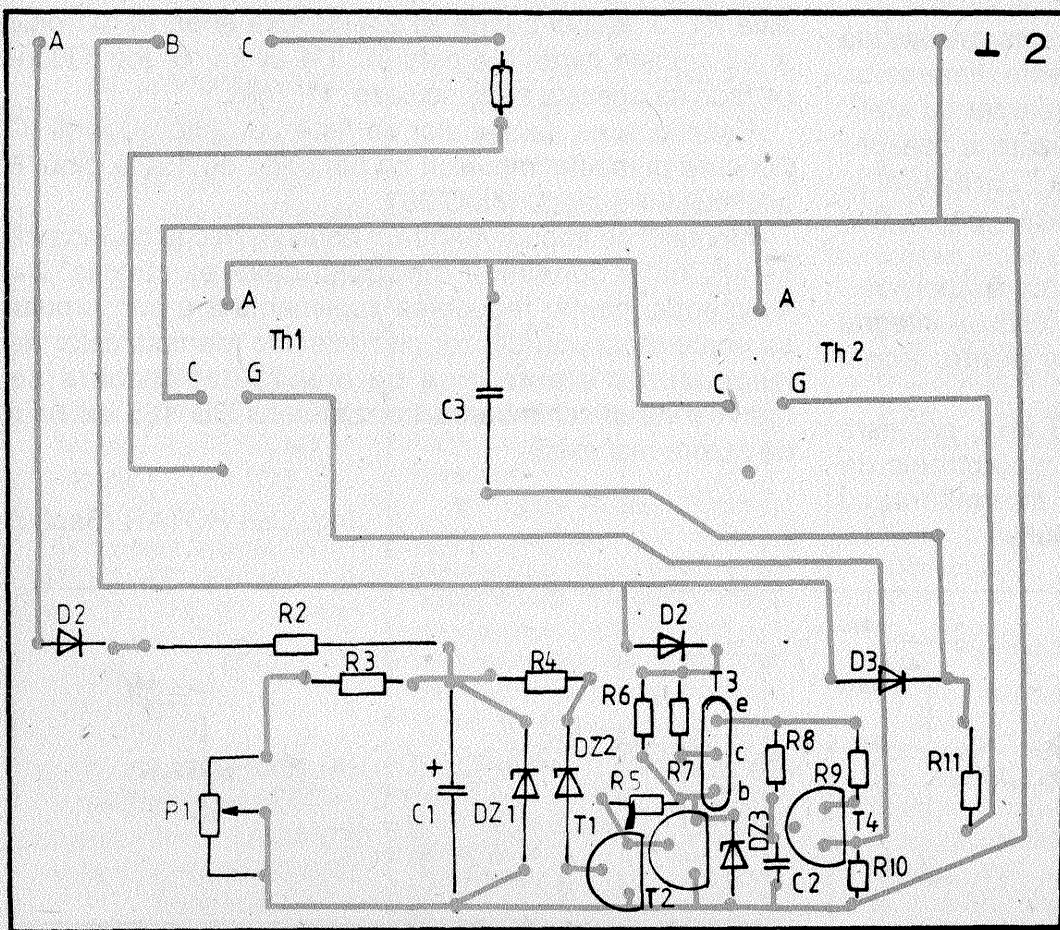 A B C ⊥ 2
A A
Th1 Th2
C G C G
C3
D2 R2 D2 D3
R3 R4 T3
R6 e
DZ2 R8
c R11
R7 R9
+ R5 b
P1 C1 DZ1 T1 DZ3 T4
T2 C2 R10